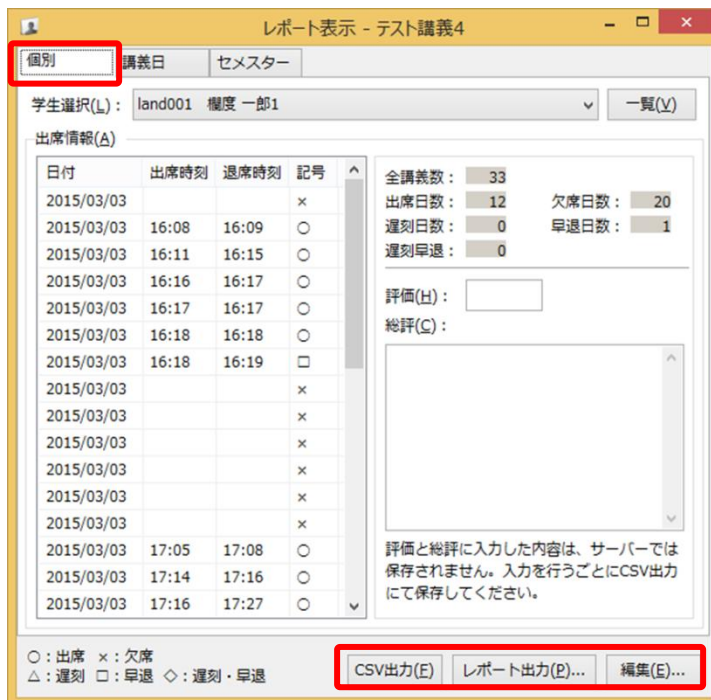 レポート表示 - テスト講義4
個別 講義日 セメスター
学生選択(L)： land001 欄度 一郎1 一覧(V)
出席情報(A)
日付 出席時刻 退席時刻 記号
2015/03/03 ×
2015/03/03 16:08 16:09 ○
2015/03/03 16:11 16:15 ○
2015/03/03 16:16 16:17 ○
2015/03/03 16:17 16:17 ○
2015/03/03 16:18 16:18 ○
2015/03/03 16:18 16:19 □
2015/03/03 ×
2015/03/03 ×
2015/03/03 ×
2015/03/03 ×
2015/03/03 ×
2015/03/03 ×
2015/03/03 17:05 17:08 ○
2015/03/03 17:14 17:16 ○
2015/03/03 17:16 17:27 ○
全講義数： 33
出席日数： 12 欠席日数： 20
遅刻日数： 0 早退日数： 1
遅刻早退： 0
評価(H)：
総評(C)：
評価と総評に入力した内容は、サーバーでは
保存されません。入力を行うごとにCSV出力
にて保存してください。
○：出席 ×：欠席
△：遅刻 □：早退 ◇：遅刻・早退
CSV出力(F) レポート出力(P)... 編集(E)...